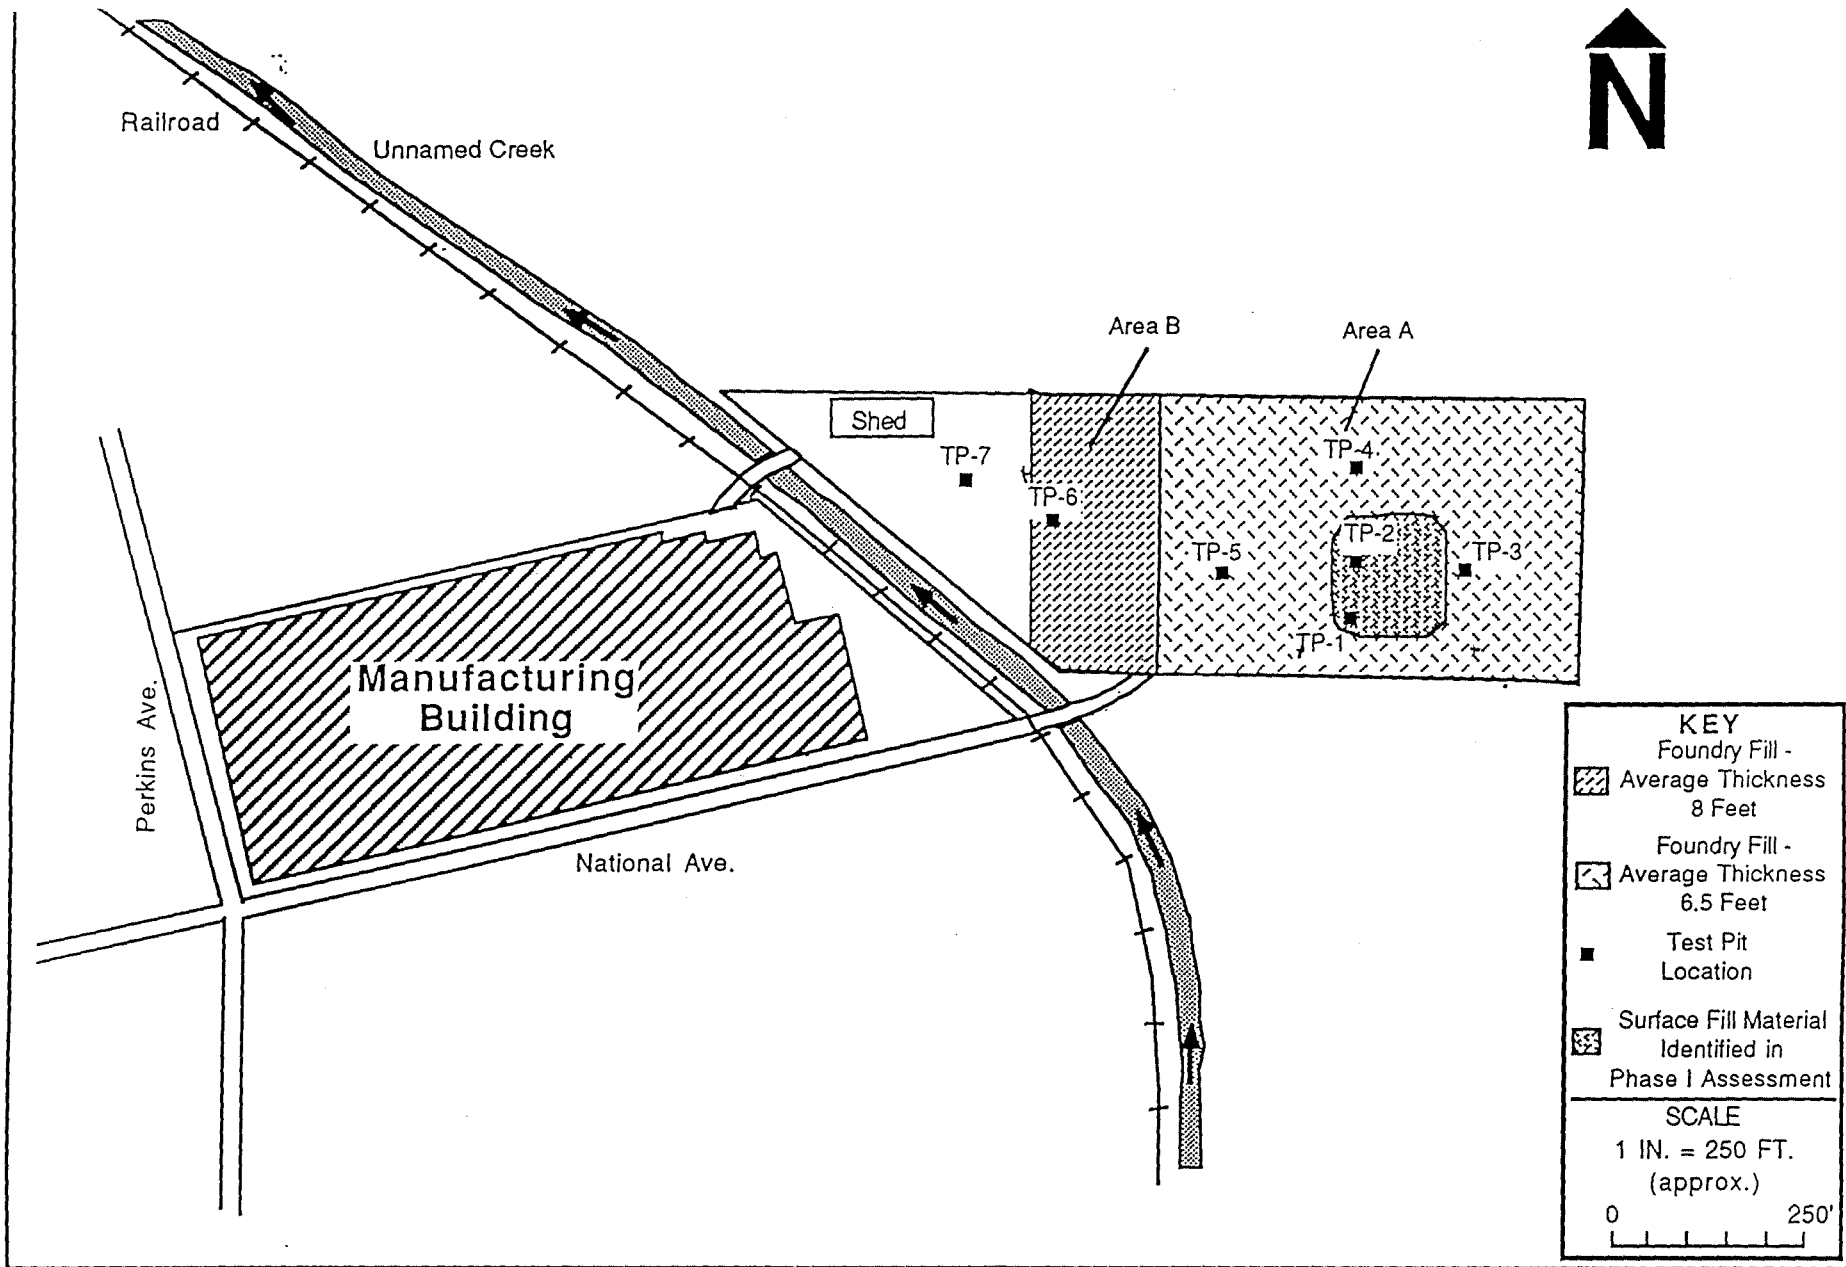 N
Railroad
Unnamed Creek
Area B
Area A
Shed
TP-7
TP-4
TP-6
TP-2
TP-5
TP-3
TP-1
Manufacturing
Building
Perkins Ave.
National Ave.
KEY
Foundry Fill -
Average Thickness
8 Feet
Foundry Fill -
Average Thickness
6.5 Feet
Test Pit
Location
Surface Fill Material
Identified in
Phase I Assessment
SCALE
1 IN. = 250 FT.
(approx.)
0 250'